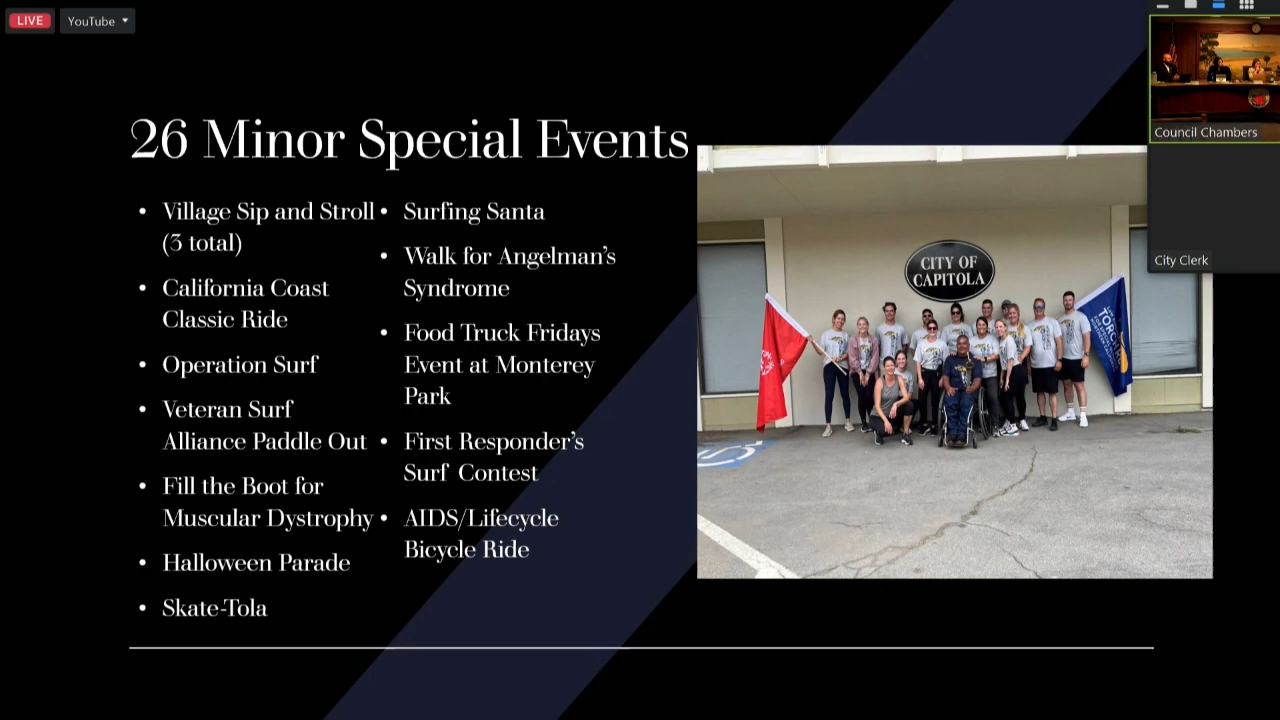 LIVE
YouTube
Council Chambers
City Clerk
26 Minor Special Events
• Village Sip and Stroll
(3 total)
• California Coast
Classic Ride
• Operation Surf
• Veteran Surf
Alliance Paddle Out
• Fill the Boot for
Muscular Dystrophy
• Halloween Parade
• Skate-Tola
• Surfing Santa
• Walk for Angelman's
Syndrome
• Food Truck Fridays
Event at Monterey
Park
• First Responder's
Surf Contest
• AIDS/Lifecycle
Bicycle Ride
CITY OF
CAPITOLA
TORCH